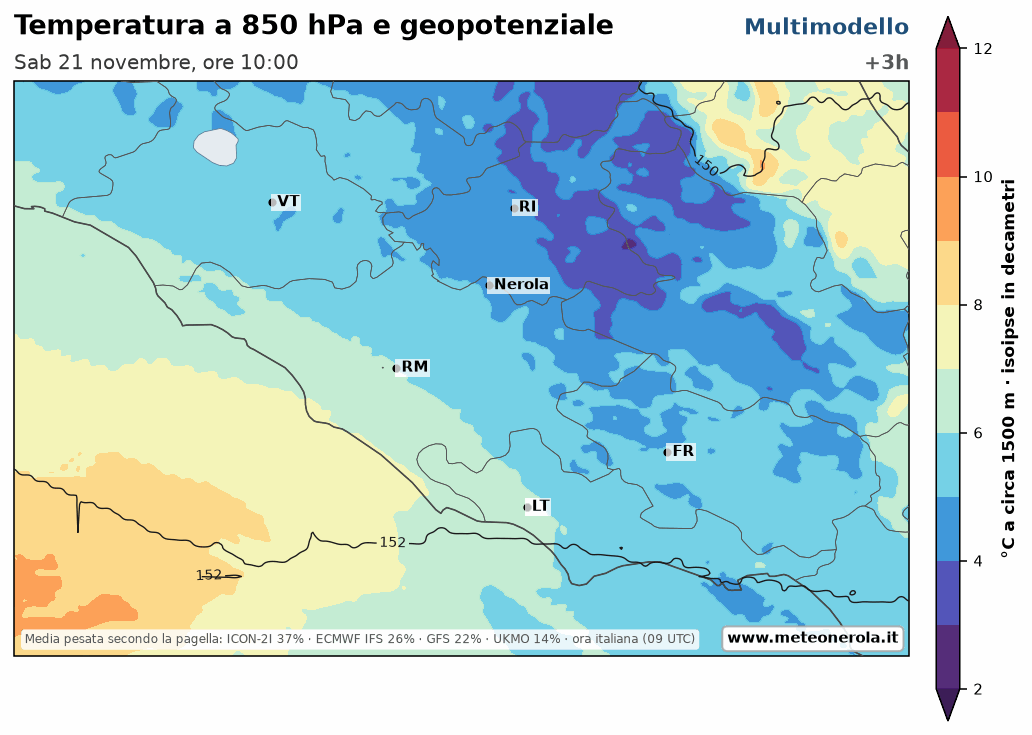 Temperatura a 850 hPa e geopotenziale
Multimodello
Sab 21 novembre, ore 10:00
+3h
12
10
8
6
4
2
°C a circa 1500 m · isoipse in decametri
150
VT
RI
Nerola
RM
FR
LT
152
152
Media pesata secondo la pagella: ICON-2I 37% · ECMWF IFS 26% · GFS 22% · UKMO 14% · ora italiana (09 UTC)
www.meteonerola.it